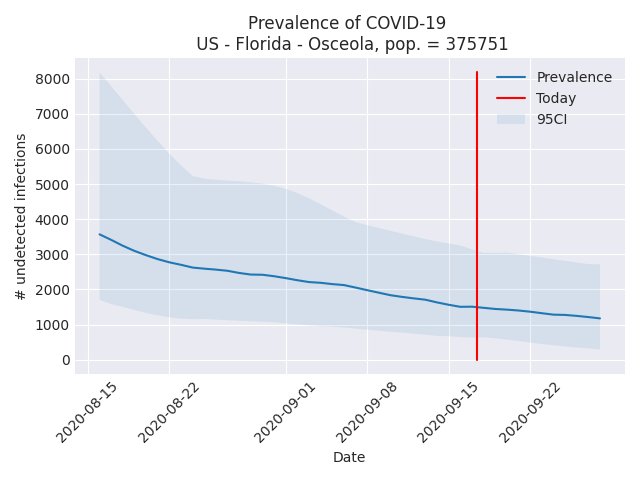 Prevalence of COVID-19
US - Florida - Osceola, pop. = 375751
# undetected infections
8000
7000
6000
5000
4000
3000
2000
1000
0
Prevalence
Today
95CI
2020-08-15
2020-08-22
2020-09-01
2020-09-08
2020-09-15
2020-09-22
Date